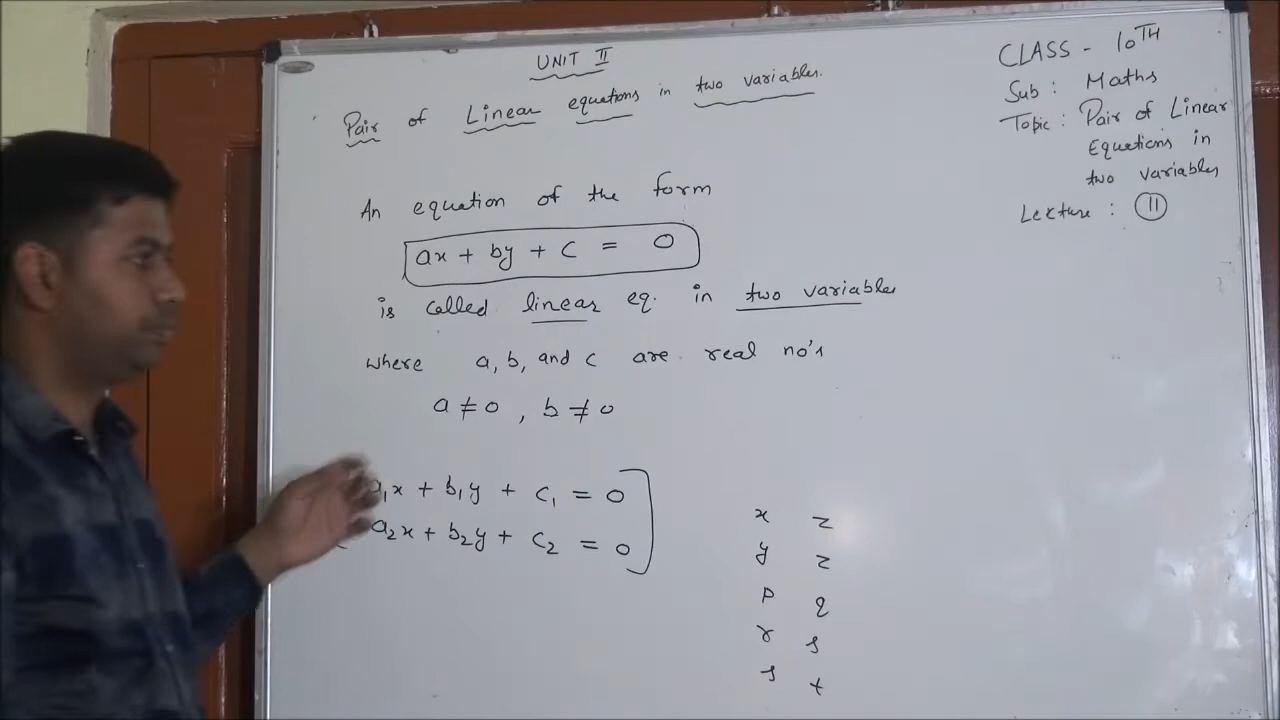 UNIT II
Pair of Linear equations in two variables.
An equation of the form
ax + by + c = 0
is called linear eq. in two variables
where a, b, and c are real no's
a ≠ 0 , b ≠ 0
a₁x + b₁y + c₁ = 0
a₂x + b₂y + c₂ = 0
x z
y z
p q
r s
s t
CLASS - 10TH
Sub : Maths
Topic : Pair of Linear
Equations in
two variables
Lecture : 11